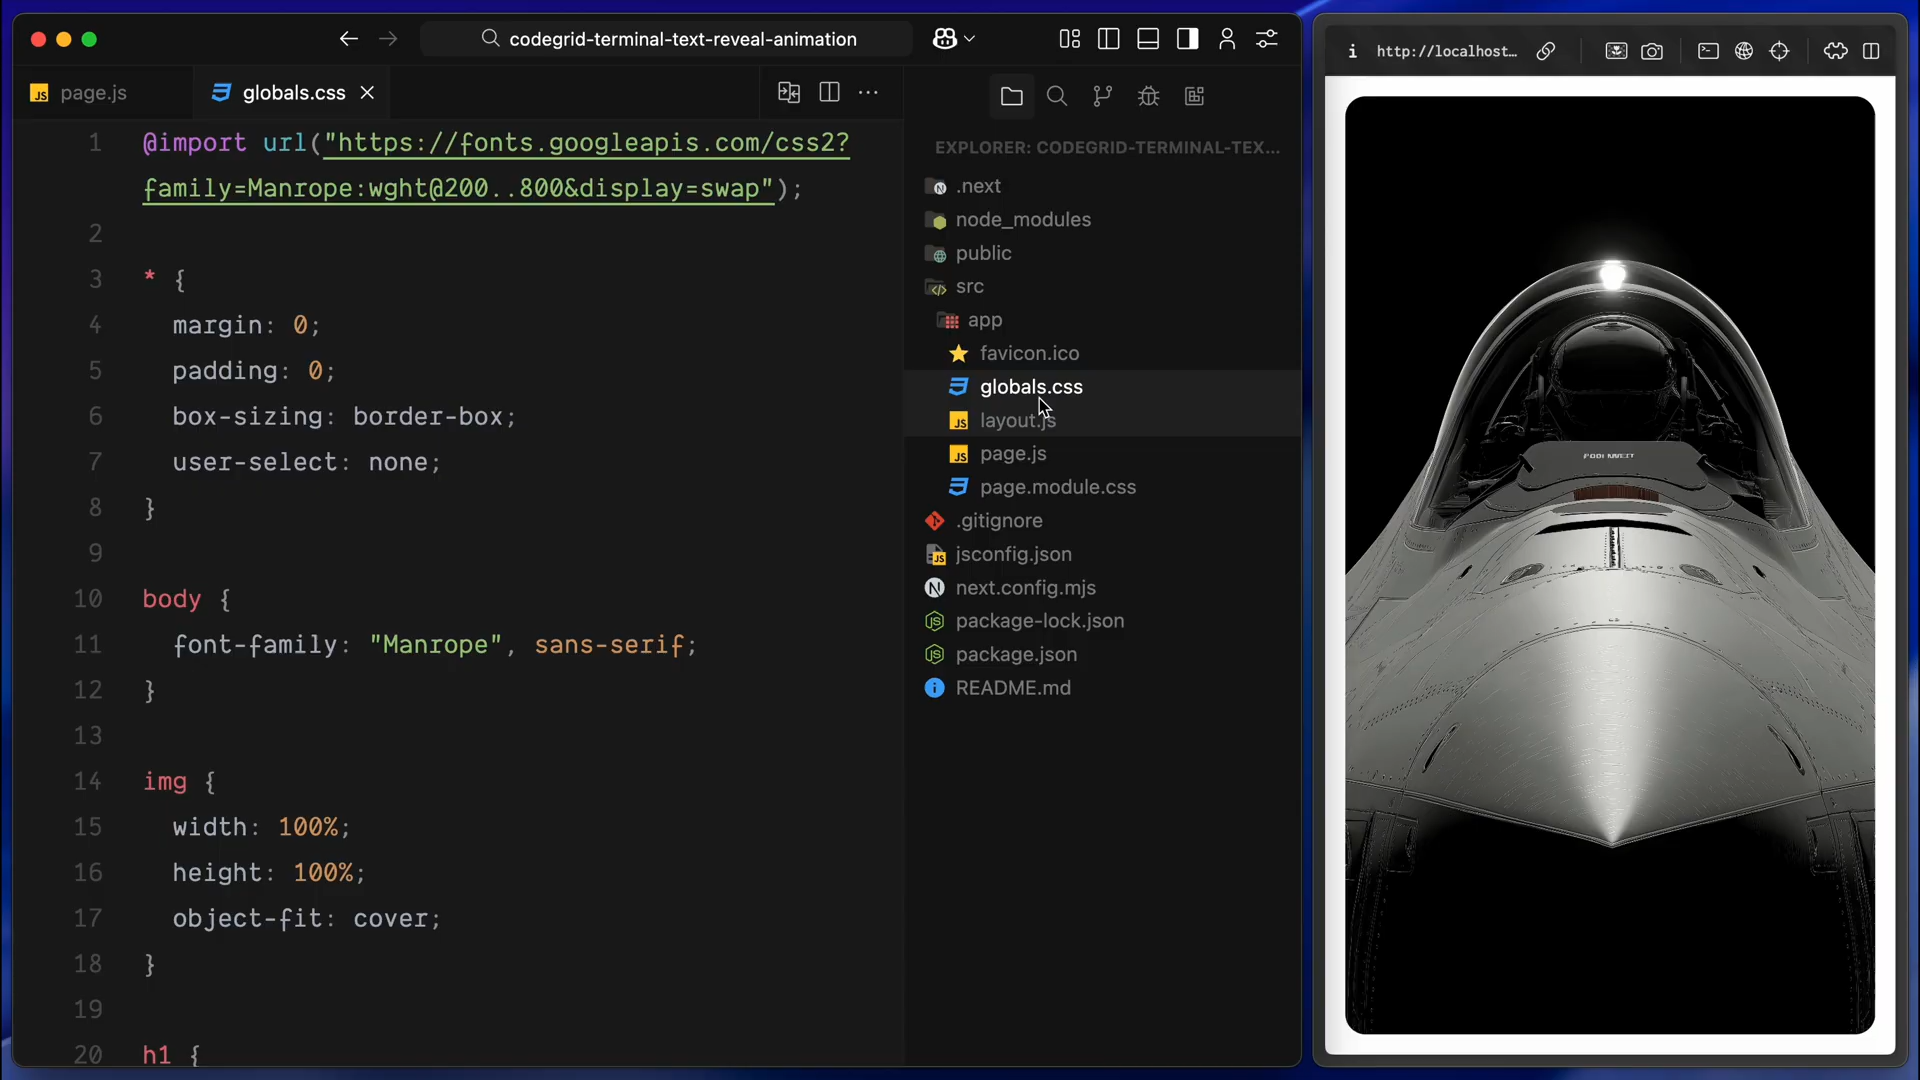 codegrid-terminal-text-reveal-animation
page.js
globals.css
1 @import url("https://fonts.googleapis.com/css2?
family=Manrope:wght@200..800&display=swap");
2
3 * {
4 margin: 0;
5 padding: 0;
6 box-sizing: border-box;
7 user-select: none;
8 }
9
10 body {
11 font-family: "Manrope", sans-serif;
12 }
13
14 img {
15 width: 100%;
16 height: 100%;
17 object-fit: cover;
18 }
19
20 h1 {
EXPLORER: CODEGRID-TERMINAL-TEX...
.next
node_modules
public
src
app
favicon.ico
globals.css
layout.js
page.js
page.module.css
.gitignore
jsconfig.json
next.config.mjs
package-lock.json
package.json
README.md
http://localhost...